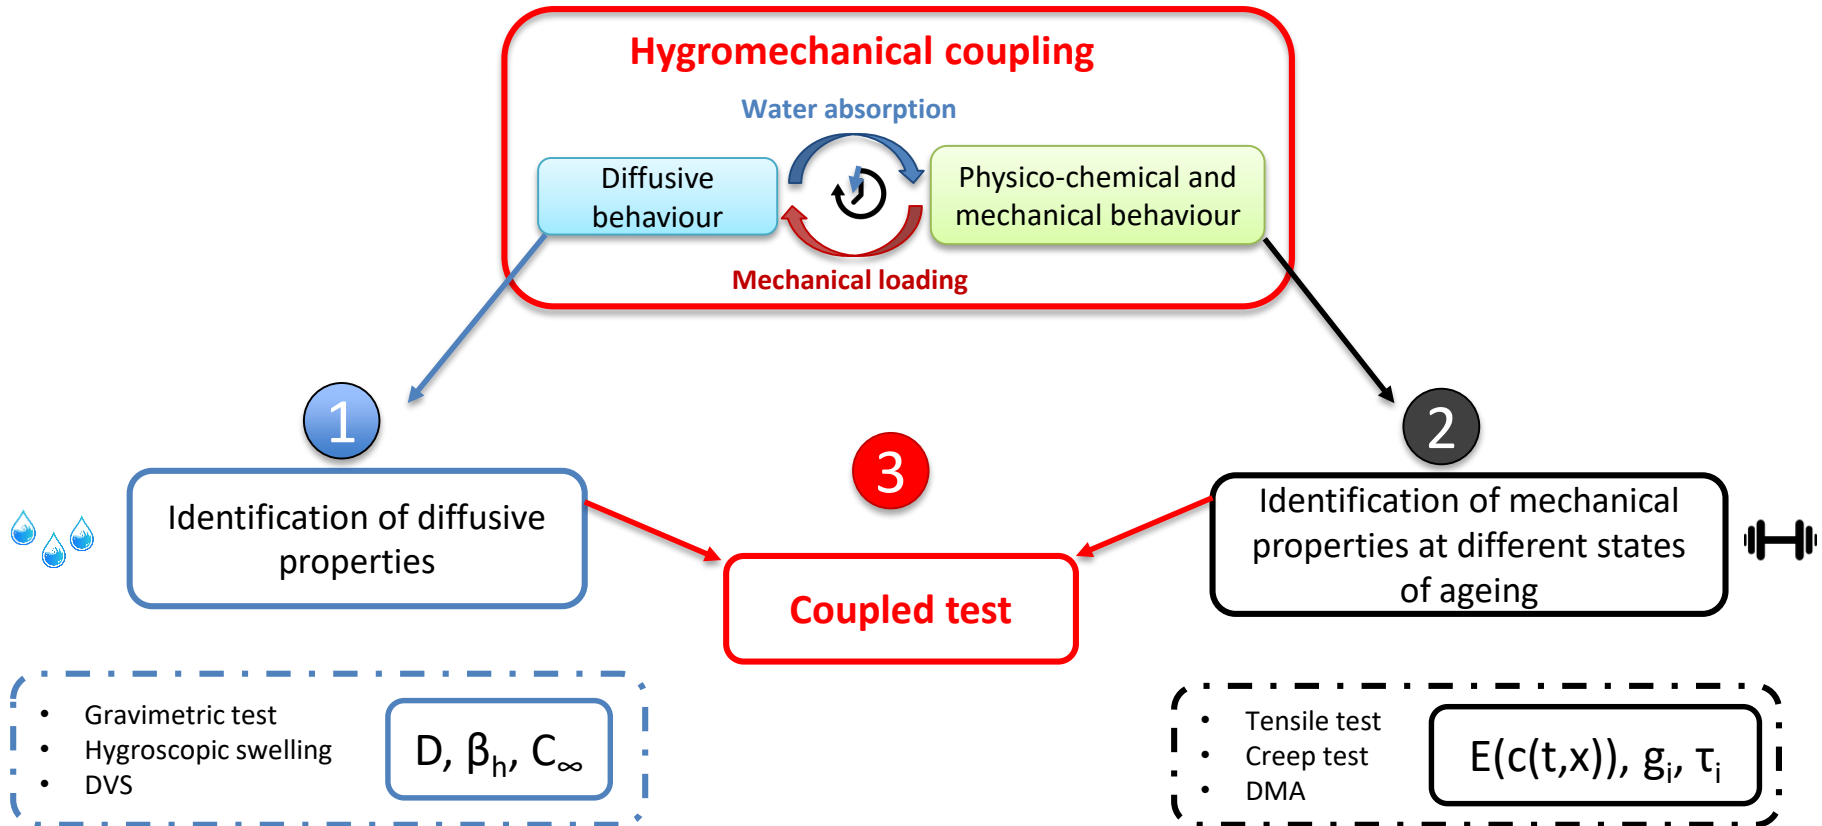 Hygromechanical coupling
Water absorption
Diffusive
behaviour
Physico-chemical and
mechanical behaviour
Mechanical loading
1
2
3
Identification of diffusive
properties
Identification of mechanical
properties at different states
of ageing
Coupled test
• Gravimetric test
• Hygroscopic swelling
• DVS
D, βₕ, C∞
• Tensile test
• Creep test
• DMA
E(c(t,x)), gᵢ, τᵢ